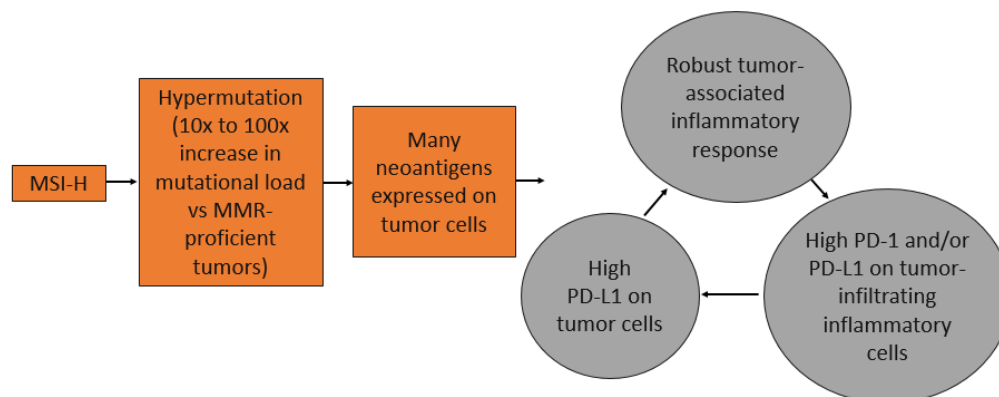 MSI-H
Hypermutation
(10x to 100x
increase in
mutational load
vs MMR-
proficient
tumors)
Many
neoantigens
expressed on
tumor cells
Robust tumor-
associated
inflammatory
response
High PD-1 and/or
PD-L1 on tumor-
infiltrating
inflammatory
cells
High
PD-L1 on
tumor cells